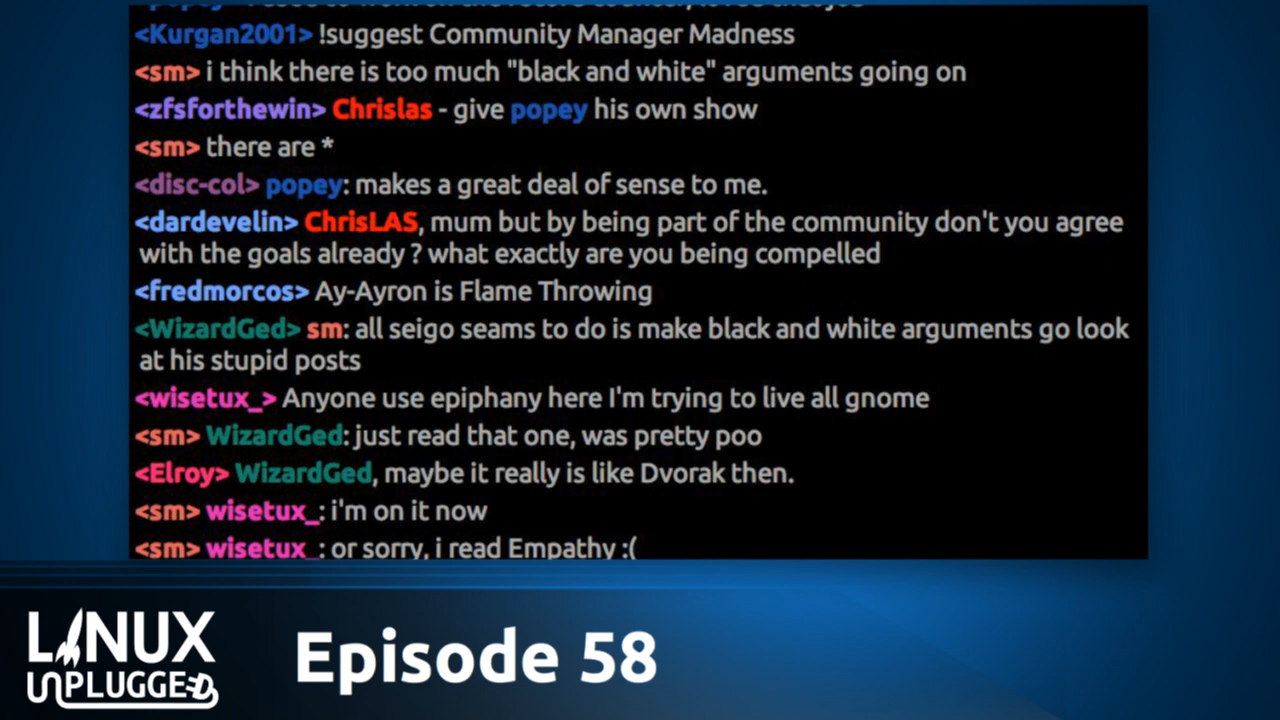 <Kurgan2001> !suggest Community Manager Madness
<sm> i think there is too much "black and white" arguments going on
<zfsforthewin> Chrislas - give popey his own show
<sm> there are *
<disc-col> popey: makes a great deal of sense to me.
<dardevelin> ChrisLAS, mum but by being part of the community don't you agree
with the goals already ? what exactly are you being compelled
<fredmorcos> Ay-Ayron is Flame Throwing
<WizardGed> sm: all seigo seams to do is make black and white arguments go look
at his stupid posts
<wisetux_> Anyone use epiphany here I'm trying to live all gnome
<sm> WizardGed: just read that one, was pretty poo
<Elroy> WizardGed, maybe it really is like Dvorak then.
<sm> wisetux_: i'm on it now
<sm> wisetux_: or sorry, i read Empathy :(
LINUX
UNPLUGGED
Episode 58